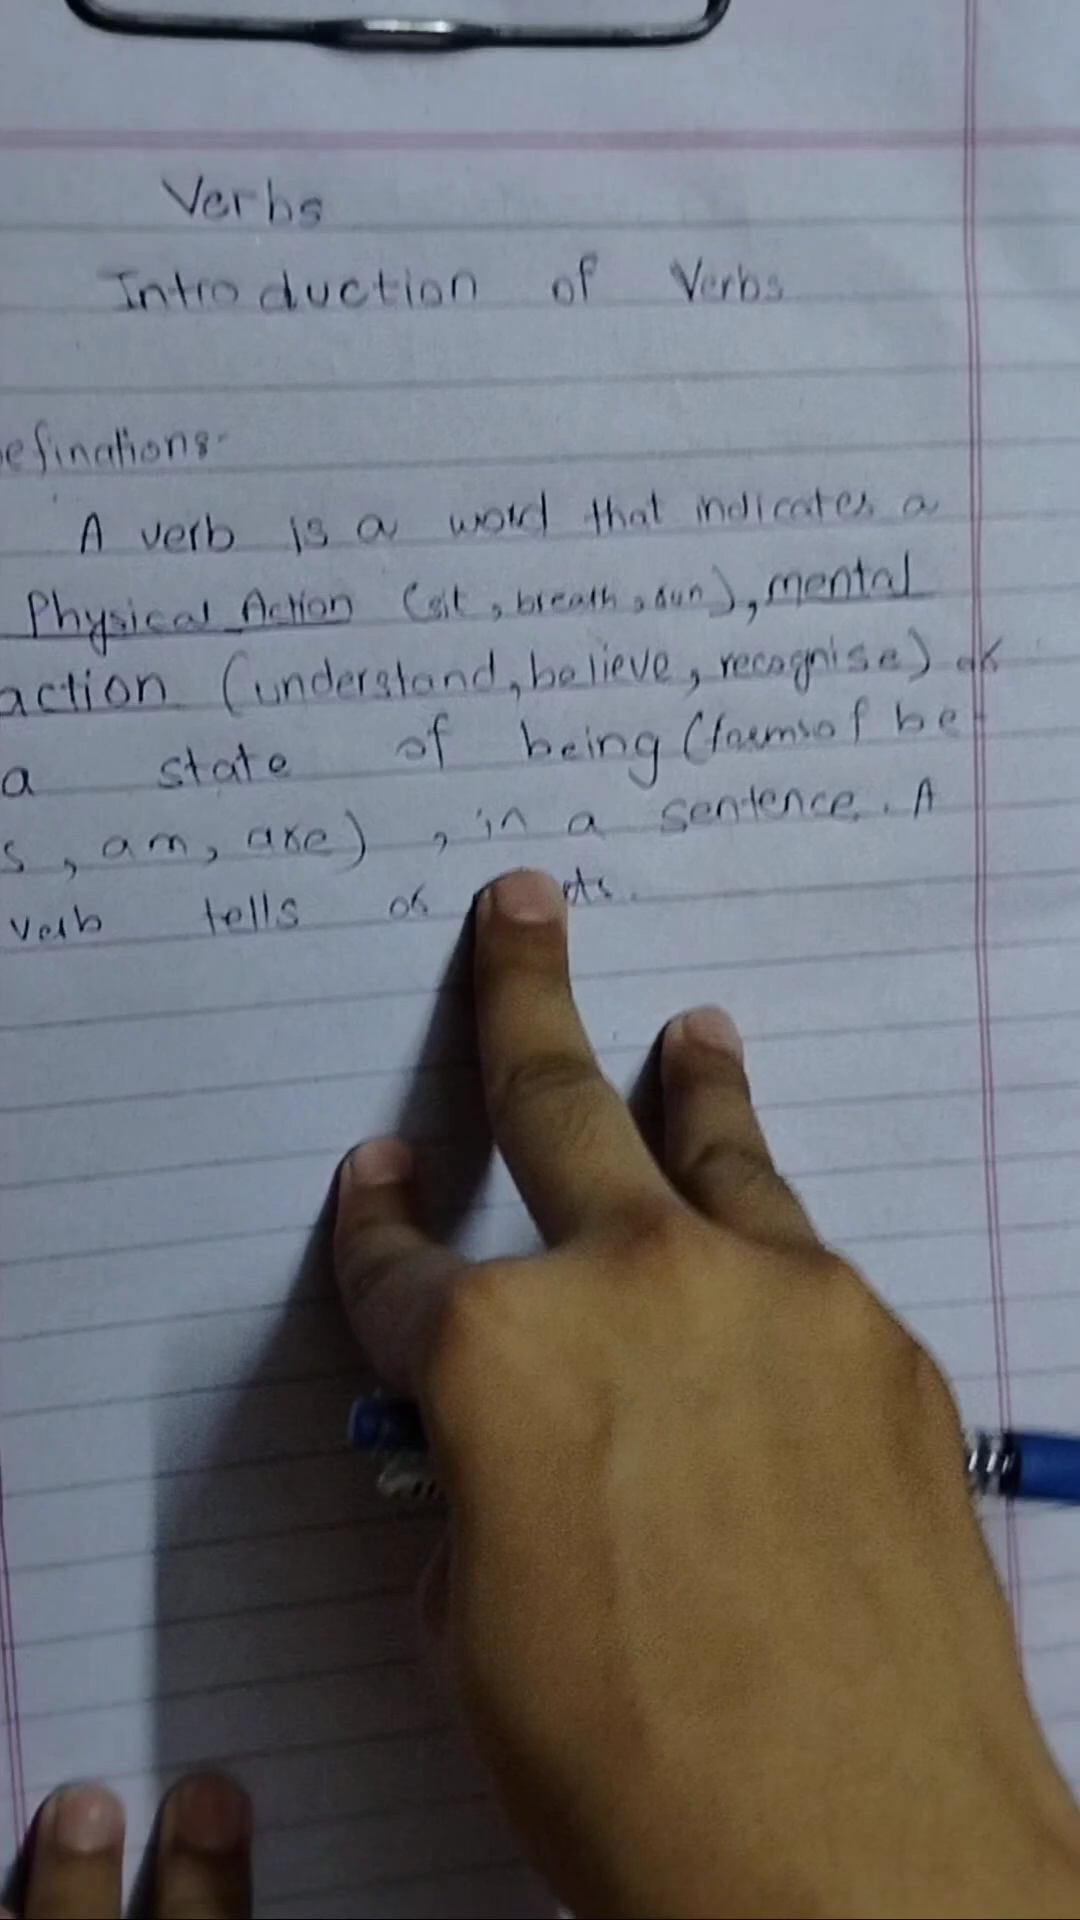 Verbs
Introduction of Verbs
efinations-
A verb is a word that indicates a
Physical Action (sit, breath, run), mental
action (understand, believe, recognise) or
a state of being (forms of be
s, am, are) , in a sentence. A
verb tells os